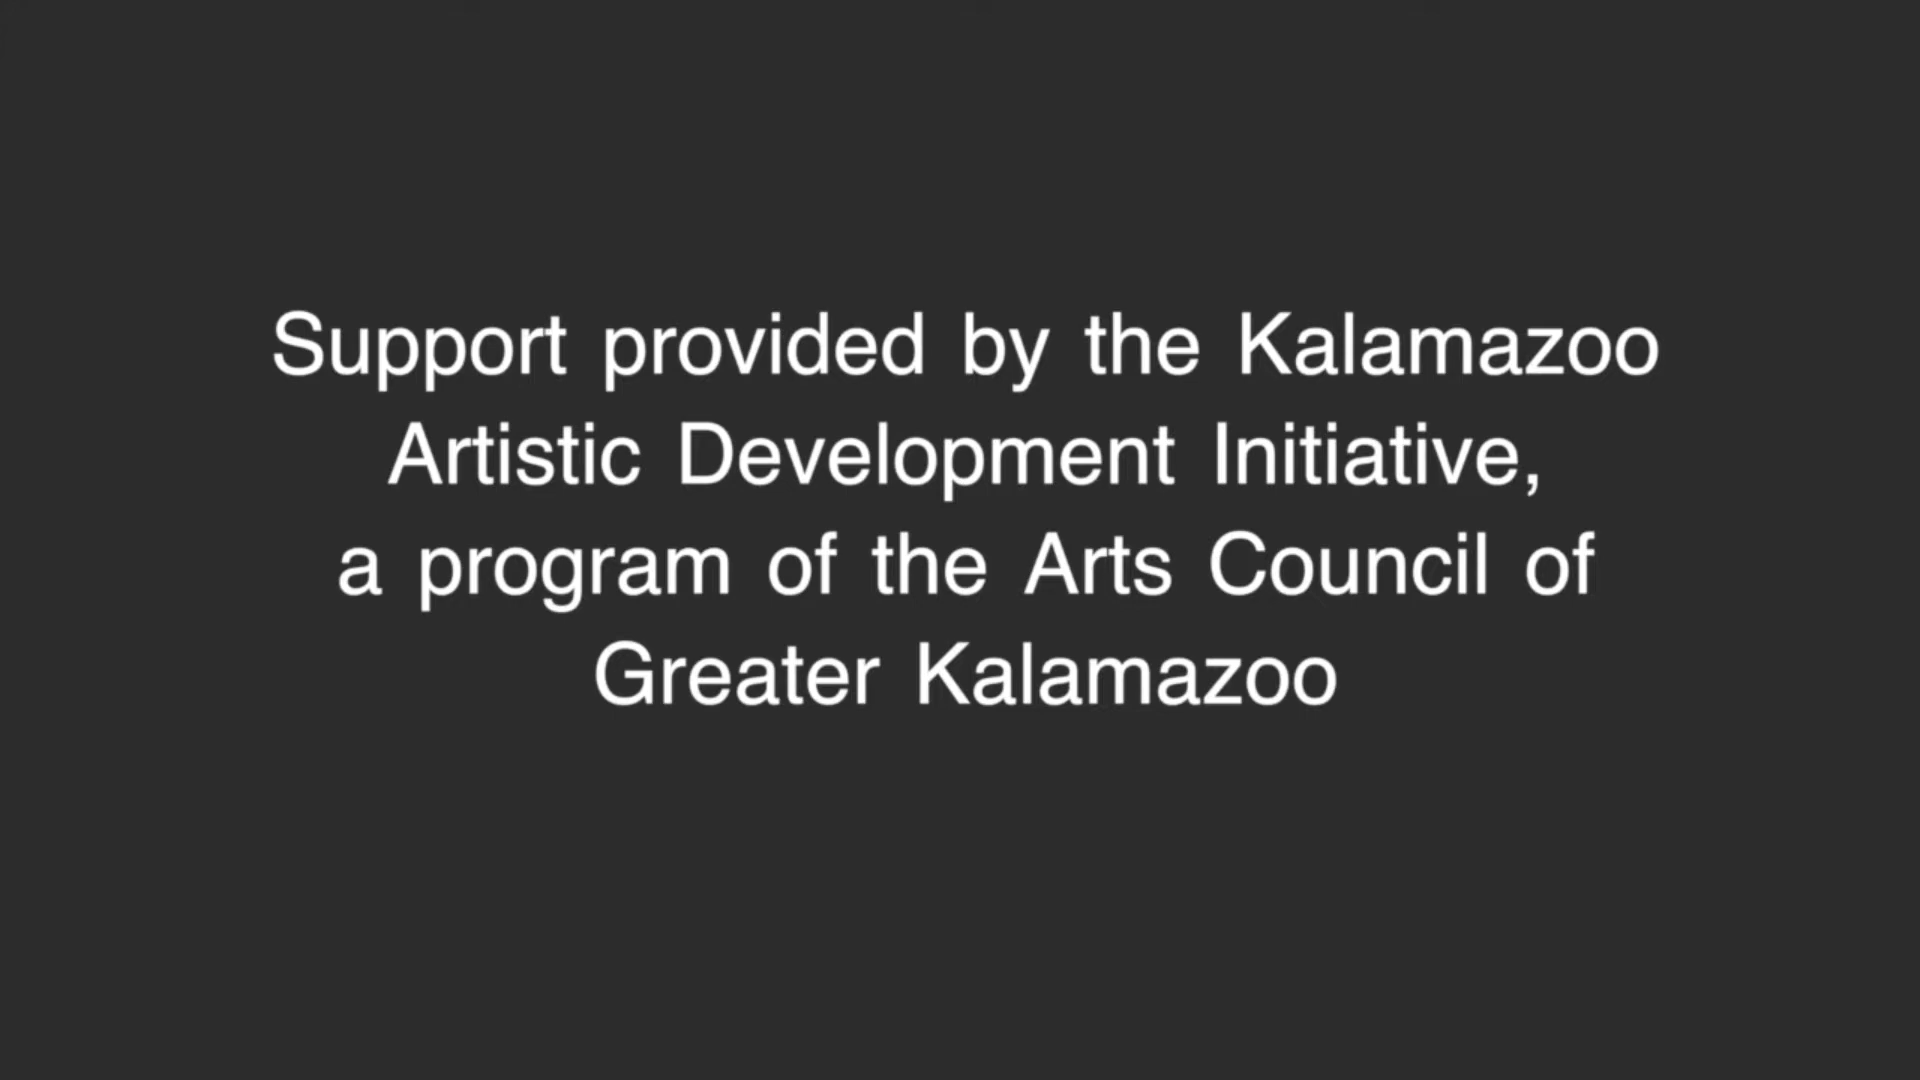 Support provided by the Kalamazoo
Artistic Development Initiative,
a program of the Arts Council of
Greater Kalamazoo